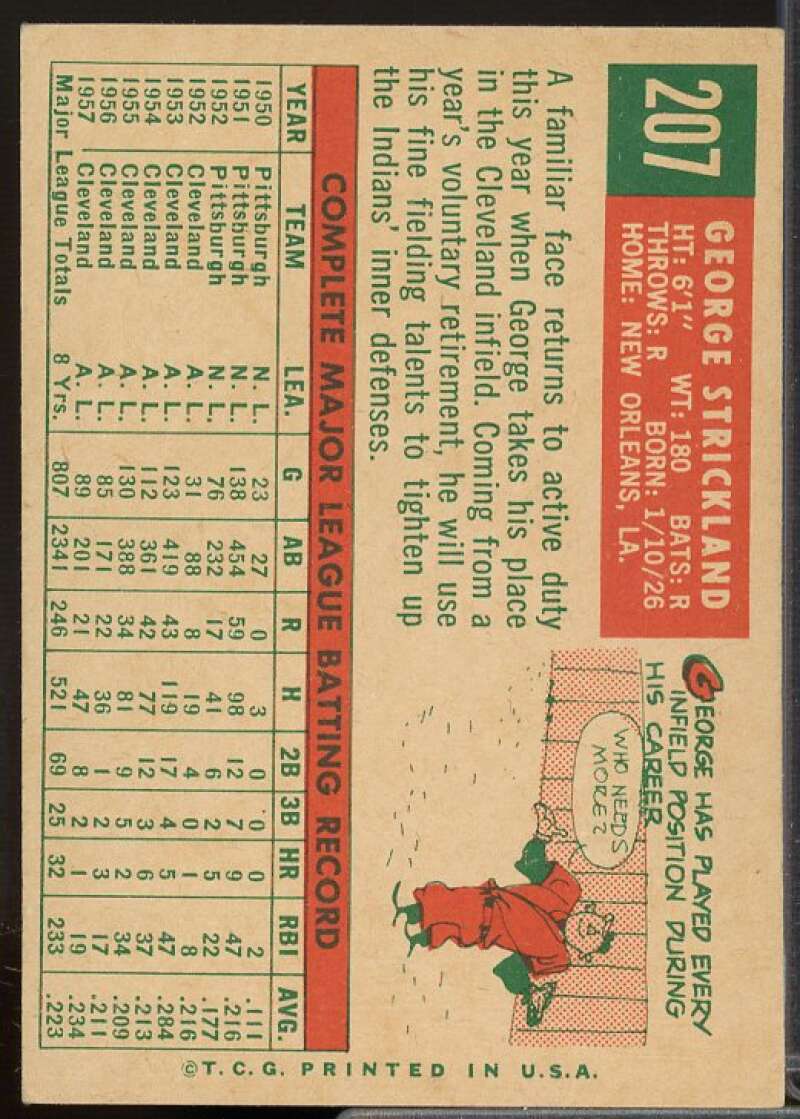 207
GEORGE STRICKLAND
HT: 6'1" WT: 180 BATS: R
THROWS: R BORN: 1/10/26
HOME: NEW ORLEANS, LA.
GEORGE HAS PLAYED EVERY
INFIELD POSITION DURING
HIS CAREER
WHO NEEDS
MORE?
A familiar face returns to active duty
this year when George takes his place
in the Cleveland infield. Coming from a
year's voluntary retirement, he will use
his fine fielding talents to tighten up
the Indians' inner defenses.
COMPLETE MAJOR LEAGUE BATTING RECORD
YEAR TEAM LEA. G AB R H 2B 3B HR RBI AVG.
1950 Pittsburgh N. L. 23 27 0 3 0 0 0 2 .111
1951 Pittsburgh N. L. 138 454 59 98 12 7 9 47 .216
1952 Pittsburgh N. L. 76 232 17 41 6 2 5 22 .177
1952 Cleveland A. L. 31 88 8 19 4 0 1 8 .216
1953 Cleveland A. L. 123 419 43 119 17 4 5 47 .284
1954 Cleveland A. L. 112 361 42 77 12 3 6 37 .213
1955 Cleveland A. L. 130 388 34 81 9 5 2 34 .209
1956 Cleveland A. L. 85 171 22 36 1 2 3 17 .211
1957 Cleveland A. L. 89 201 21 47 8 2 1 19 .234
Major League Totals 8 Yrs. 807 2341 246 521 69 25 32 233 .223
©T. C. G. PRINTED IN U.S.A.